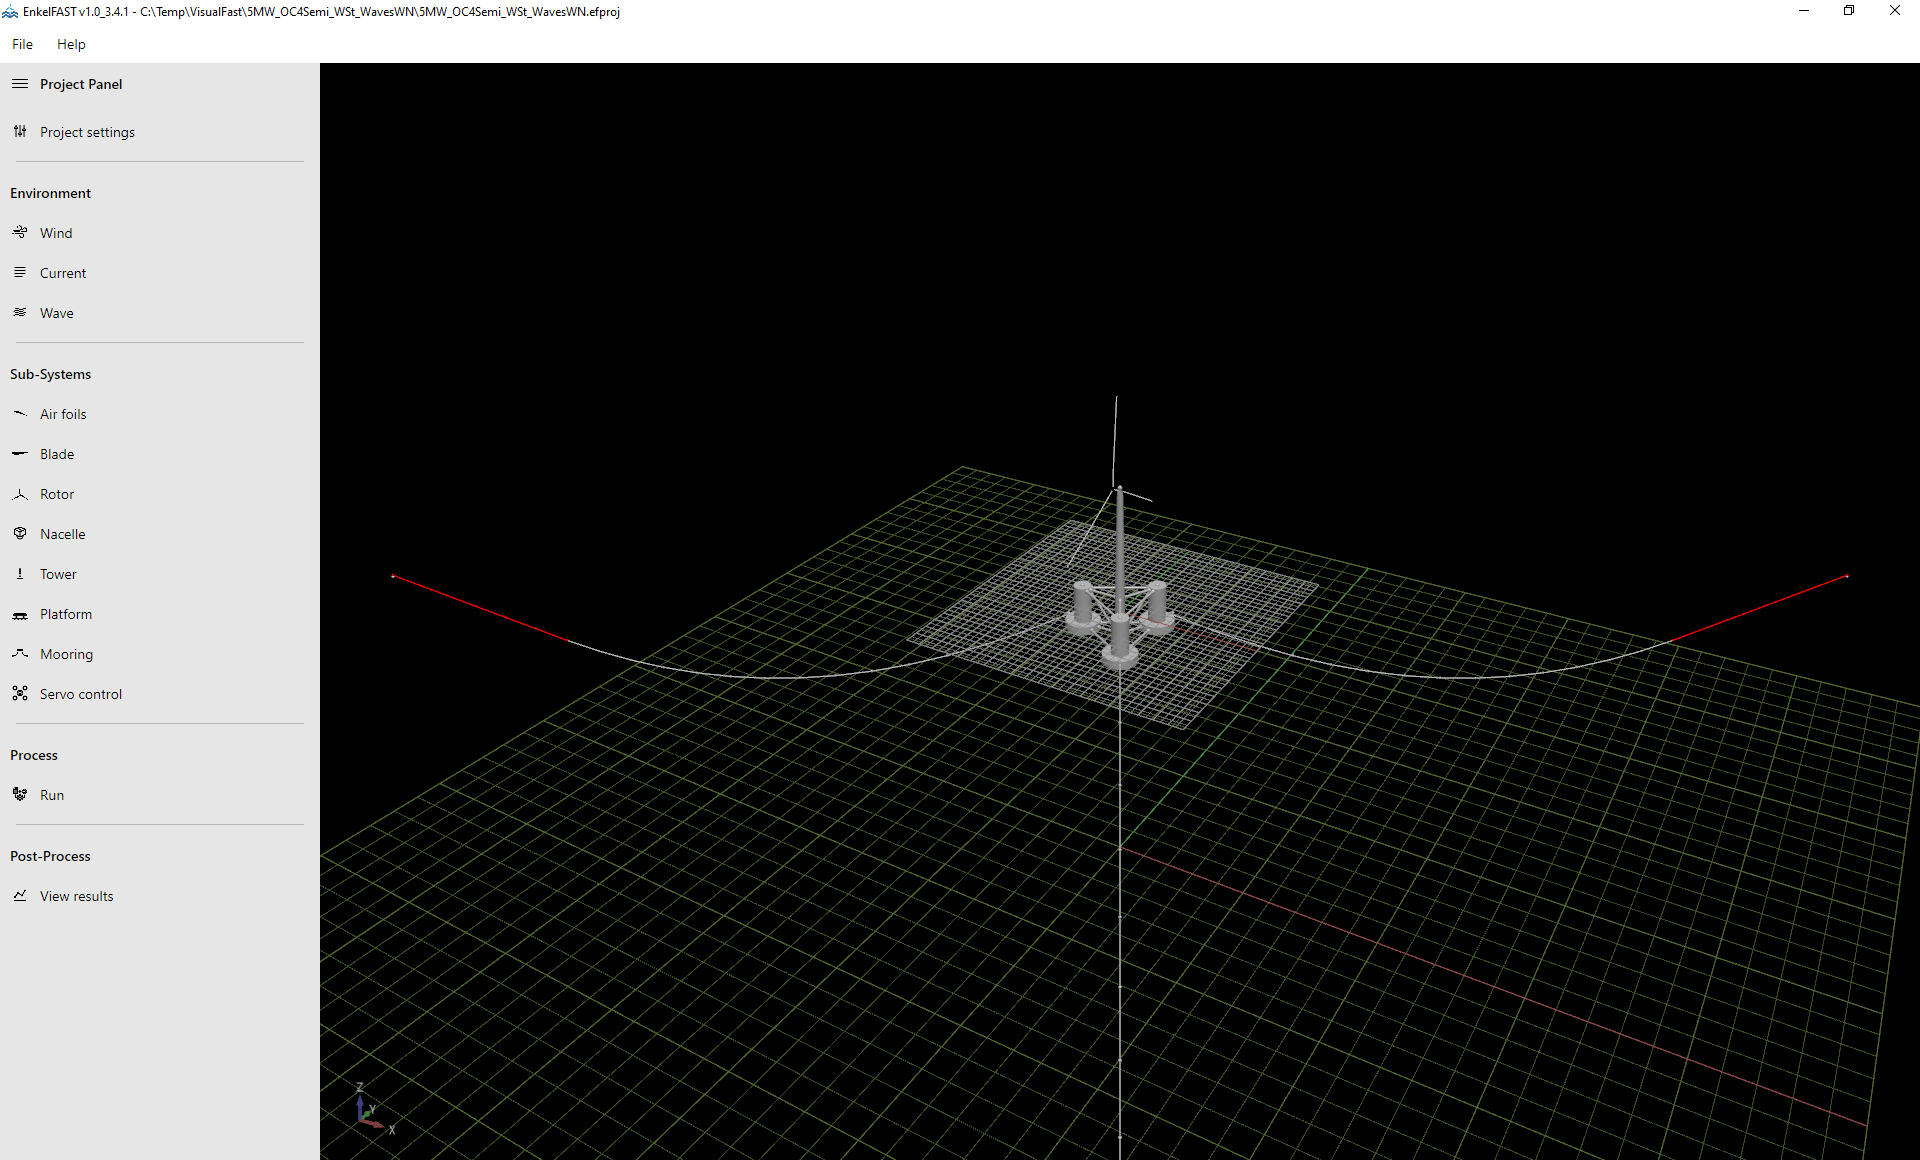 EnkelFAST v1.0_3.4.1 - C:\Temp\VisualFast\5MW_OC4Semi_WSt_WavesWN\5MW_OC4Semi_WSt_WavesWN.efproj
File Help
Project Panel
Project settings
Environment
Wind
Current
Wave
Sub-Systems
Air foils
Blade
Rotor
Nacelle
Tower
Platform
Mooring
Servo control
Process
Run
Post-Process
View results
Z
Y
X